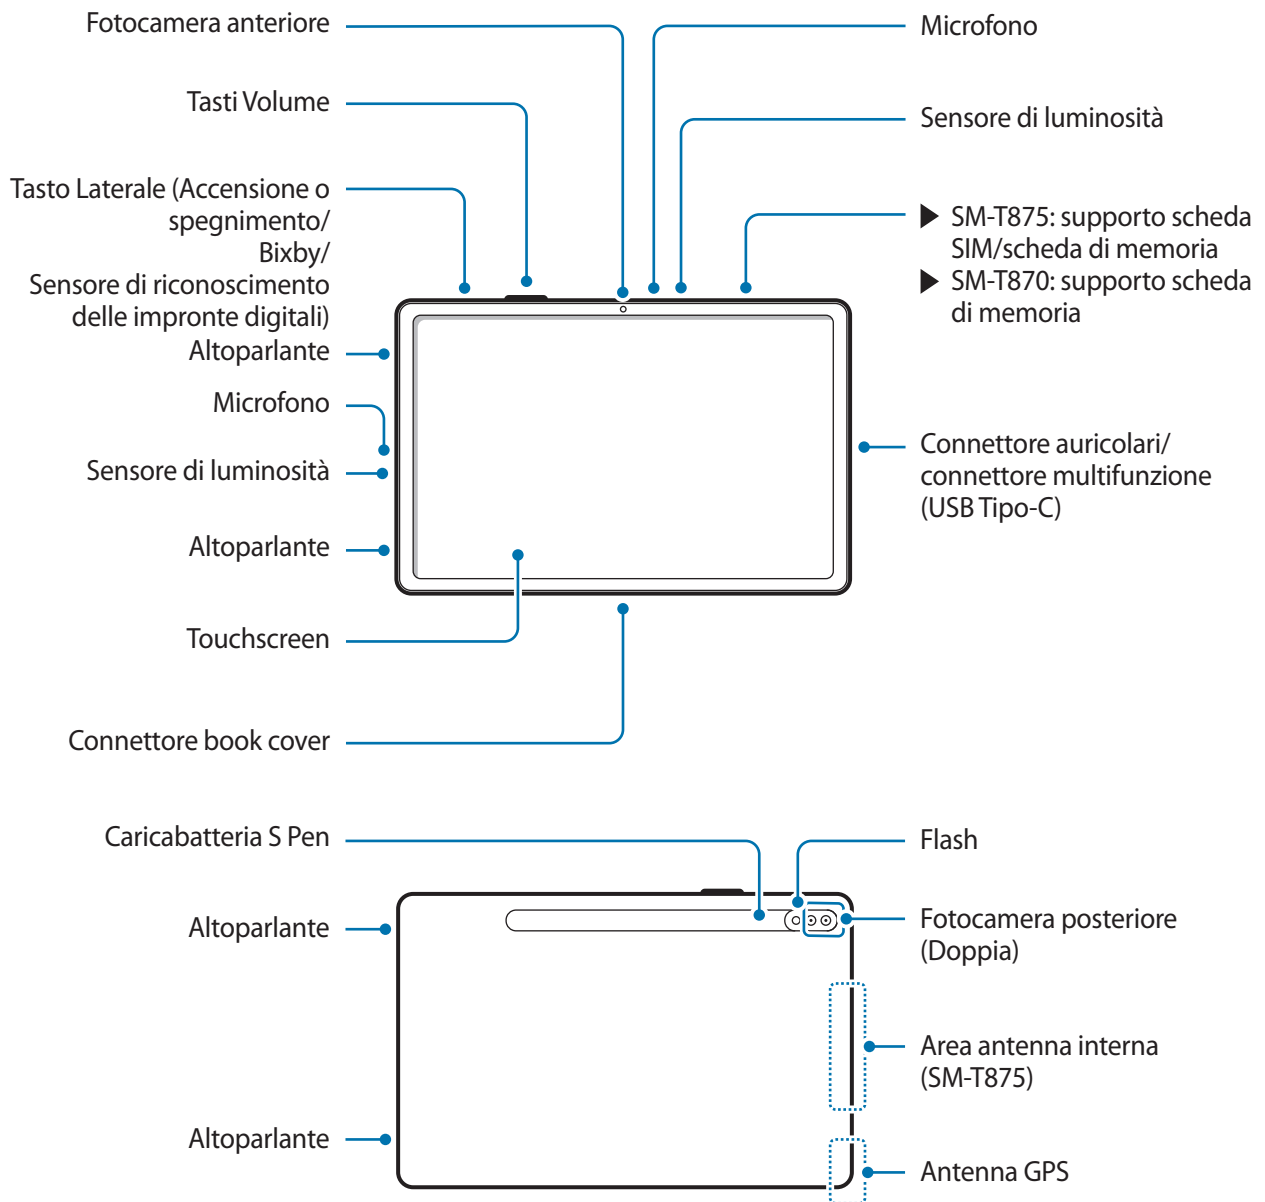 Fotocamera anteriore
Tasti Volume
Tasto Laterale (Accensione o
spegnimento/
Bixby/
Sensore di riconoscimento
delle impronte digitali)
Altoparlante
Microfono
Sensore di luminosità
Altoparlante
Touchscreen
Connettore book cover
Microfono
Sensore di luminosità
▶ SM-T875: supporto scheda
SIM/scheda di memoria
▶ SM-T870: supporto scheda
di memoria
Connettore auricolari/
connettore multifunzione
(USB Tipo-C)
Caricabatteria S Pen
Altoparlante
Altoparlante
Flash
Fotocamera posteriore
(Doppia)
Area antenna interna
(SM-T875)
Antenna GPS